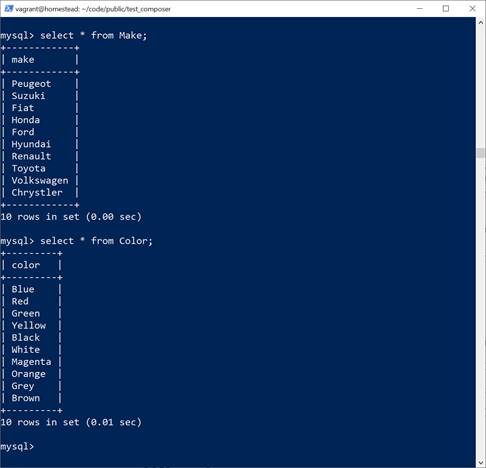 vagrant@homestead: ~/code/public/test_composer
mysql> select * from Make;
+------------+
| make       |
+------------+
| Peugeot    |
| Suzuki     |
| Fiat       |
| Honda      |
| Ford       |
| Hyundai    |
| Renault    |
| Toyota     |
| Volkswagen |
| Chrystler  |
+------------+
10 rows in set (0.00 sec)
mysql> select * from Color;
+---------+
| color   |
+---------+
| Blue    |
| Red     |
| Green   |
| Yellow  |
| Black   |
| White   |
| Magenta |
| Orange  |
| Grey    |
| Brown   |
+---------+
10 rows in set (0.01 sec)
mysql>